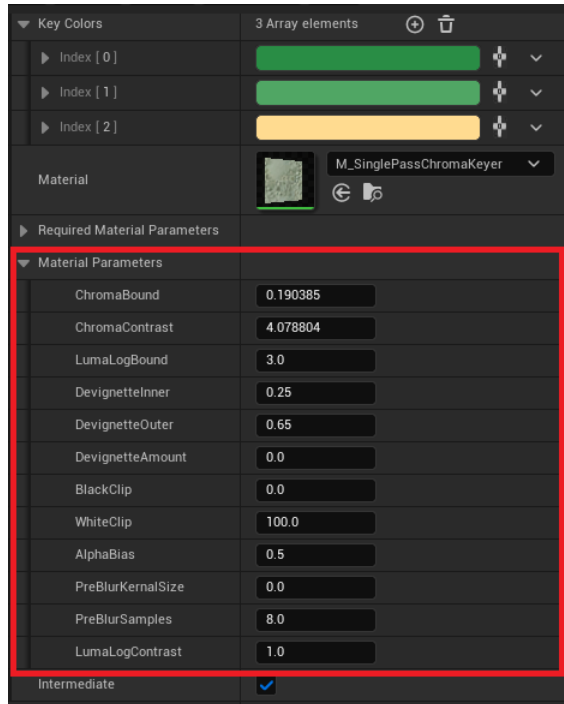 Key Colors 3 Array elements
Index [ 0 ]
Index [ 1 ]
Index [ 2 ]
Material M_SinglePassChromaKeyer
Required Material Parameters
Material Parameters
ChromaBound 0.190385
ChromaContrast 4.078804
LumaLogBound 3.0
DevignetteInner 0.25
DevignetteOuter 0.65
DevignetteAmount 0.0
BlackClip 0.0
WhiteClip 100.0
AlphaBias 0.5
PreBlurKernalSize 0.0
PreBlurSamples 8.0
LumaLogContrast 1.0
Intermediate